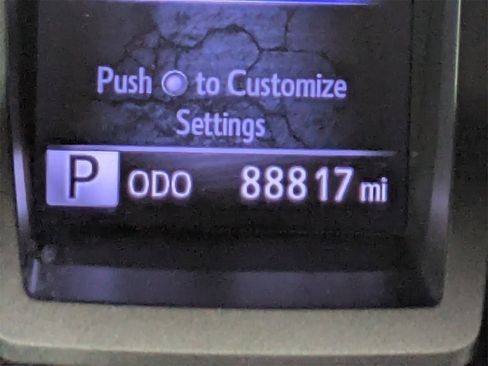 Push to Customize
Settings
P ODO 88817 mi